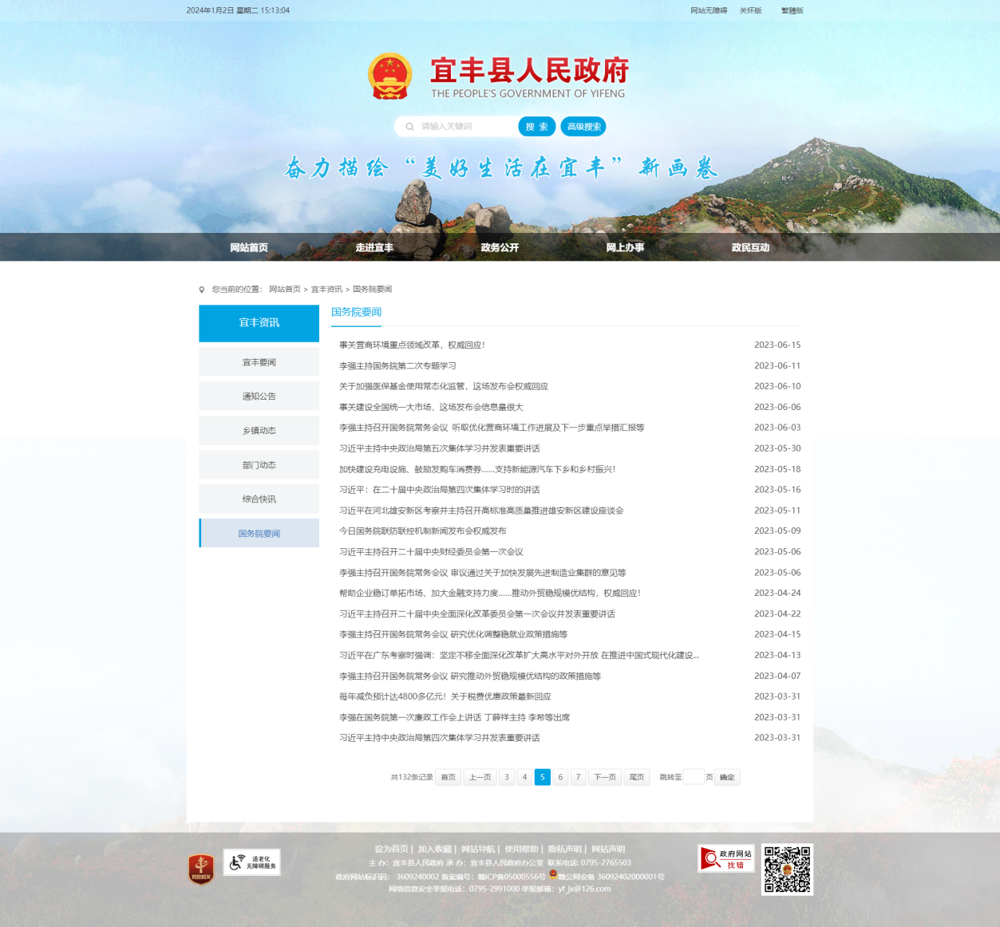 2024年1月2日 星期二 15:13:04
网站无障碍 关怀版 繁體版
宜丰县人民政府
THE PEOPLE'S GOVERNMENT OF YIFENG
请输入关键词 搜 索 高级搜索
奋力描绘“美好生活在宜丰”新画卷
网站首页 走进宜丰 政务公开 网上办事 政民互动
您当前的位置： 网站首页 > 宜丰资讯 > 国务院要闻
宜丰资讯
宜丰要闻
通知公告
乡镇动态
部门动态
综合快讯
国务院要闻
国务院要闻
事关营商环境重点领域改革，权威回应！ 2023-06-15
李强主持国务院第二次专题学习 2023-06-11
关于加强医保基金使用常态化监管，这场发布会权威回应 2023-06-10
事关建设全国统一大市场，这场发布会信息量很大 2023-06-06
李强主持召开国务院常务会议 听取优化营商环境工作进展及下一步重点举措汇报等 2023-06-03
习近平主持中央政治局第五次集体学习并发表重要讲话 2023-05-30
加快建设充电设施、鼓励发购车消费券……支持新能源汽车下乡和乡村振兴！ 2023-05-18
习近平：在二十届中央政治局第四次集体学习时的讲话 2023-05-16
习近平在河北雄安新区考察并主持召开高标准高质量推进雄安新区建设座谈会 2023-05-11
今日国务院联防联控机制新闻发布会权威发布 2023-05-09
习近平主持召开二十届中央财经委员会第一次会议 2023-05-06
李强主持召开国务院常务会议 审议通过关于加快发展先进制造业集群的意见等 2023-05-06
帮助企业稳订单拓市场、加大金融支持力度……推动外贸稳规模优结构，权威回应！ 2023-04-24
习近平主持召开二十届中央全面深化改革委员会第一次会议并发表重要讲话 2023-04-22
李强主持召开国务院常务会议 研究优化调整稳就业政策措施等 2023-04-15
习近平在广东考察时强调：坚定不移全面深化改革扩大高水平对外开放 在推进中国式现代化建设... 2023-04-13
李强主持召开国务院常务会议 研究推动外贸稳规模优结构的政策措施等 2023-04-07
每年减负预计达4800多亿元！关于税费优惠政策最新回应 2023-03-31
李强在国务院第一次廉政工作会上讲话 丁薛祥主持 李希等出席 2023-03-31
习近平主持中央政治局第四次集体学习并发表重要讲话 2023-03-31
共132条记录 首页 上一页 3 4 5 6 7 下一页 尾页 跳转至 页 确定
设为首页 | 加入收藏 | 网站导航 | 使用帮助 | 隐私声明 | 网站声明
主 办：宜丰县人民政府 承 办：宜丰县人民政府办公室 联系电话: 0795-2765503
政府网站标识码： 3609240002 备案编号：赣ICP备05000556号 赣公网安备 36092402000001号
网络信息安全举报电话：0795-2991000 举报邮箱：yf_jx@126.com
党政机关
适老化
无障碍服务
政府网站
找错